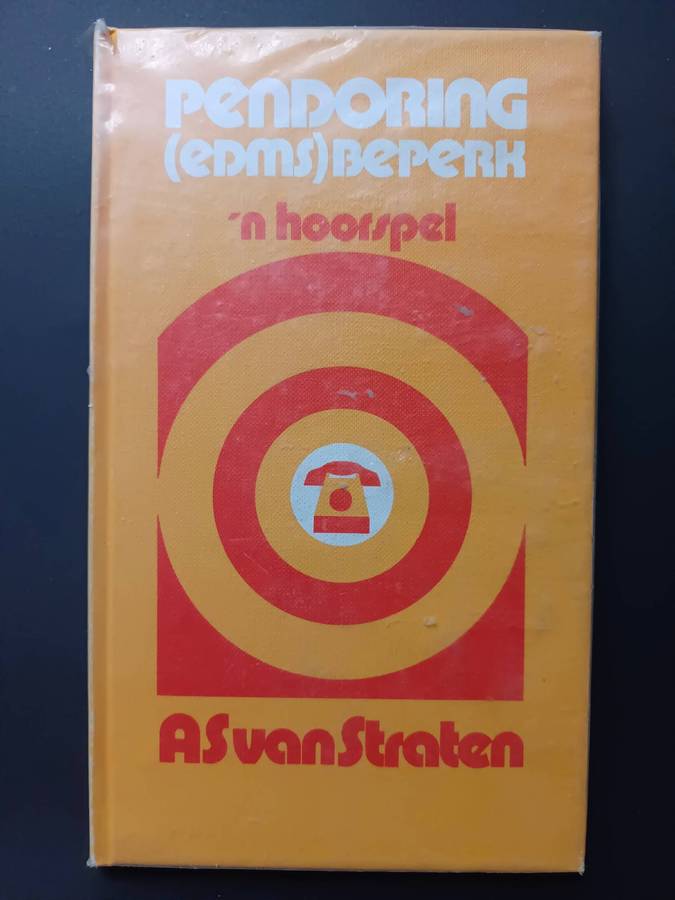 PENDORING
(EDMS) BEPERK
'n hoorspel
AS van Straten